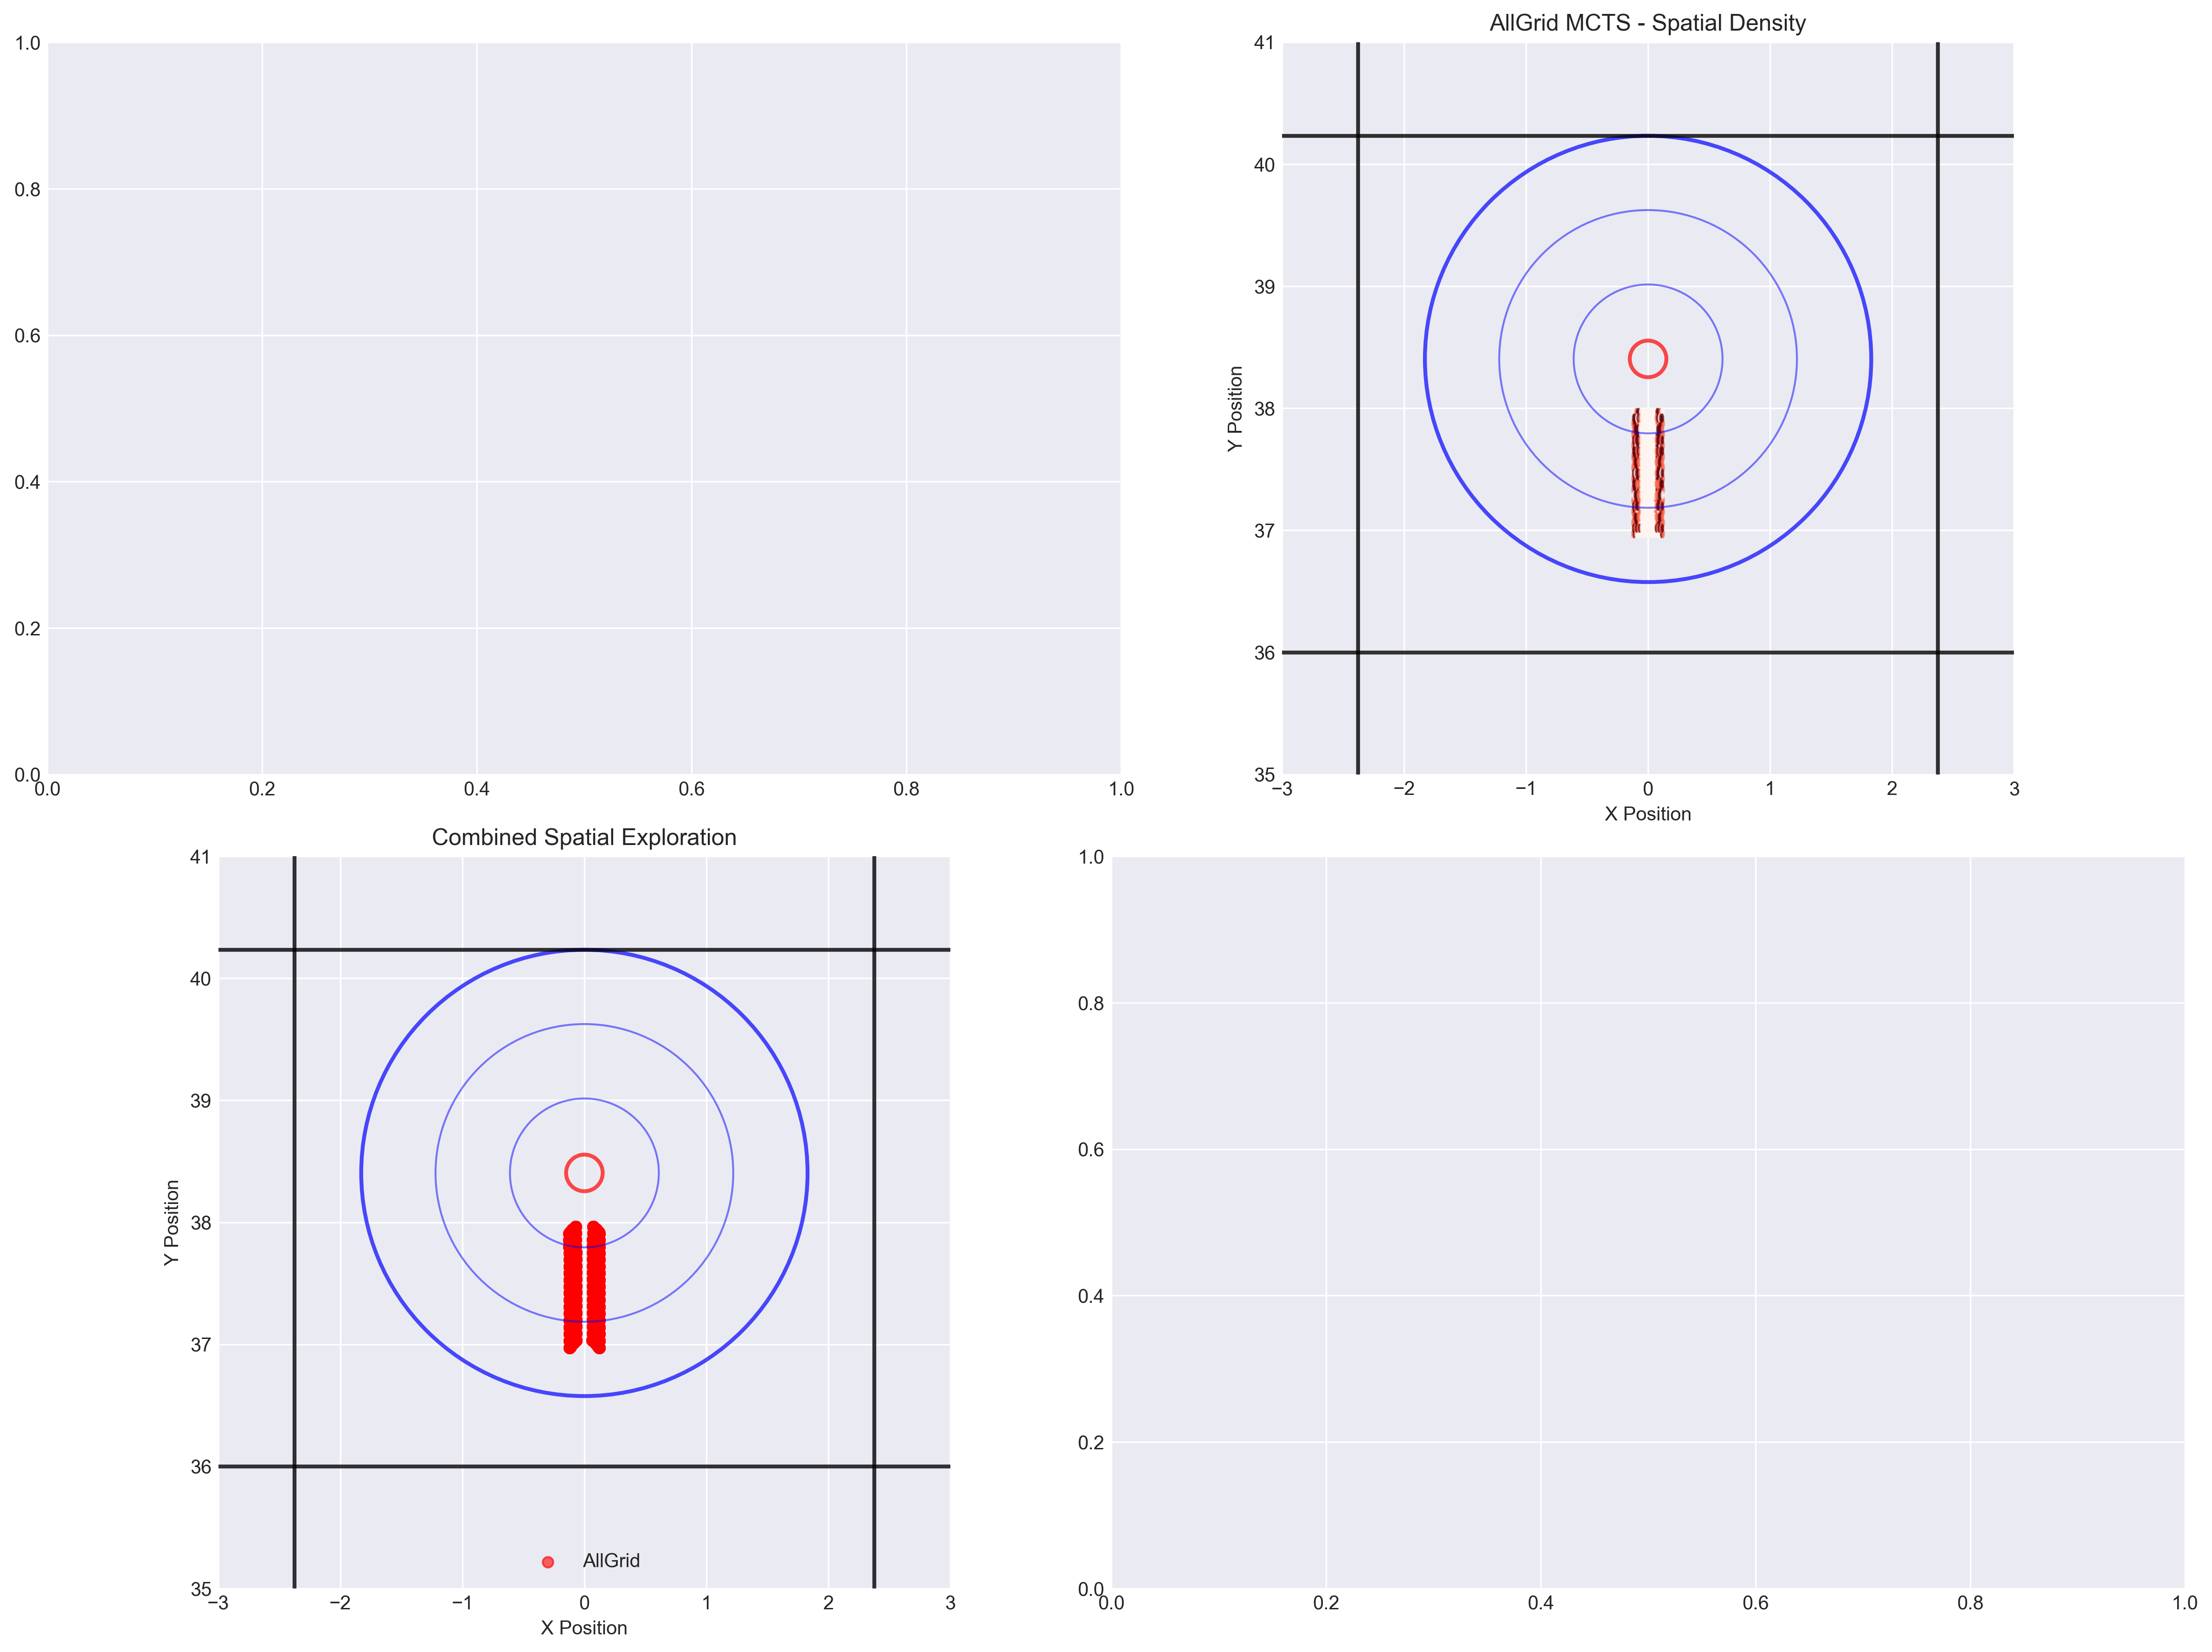 1.0
0.8
0.6
0.4
0.2
0.0
0.0 0.2 0.4 0.6 0.8 1.0
AllGrid MCTS - Spatial Density
41
40
39
38
37
36
35
Y Position
−3 −2 −1 0 1 2 3
X Position
Combined Spatial Exploration
41
40
39
38
37
36
35
Y Position
AllGrid
−3 −2 −1 0 1 2 3
X Position
1.0
0.8
0.6
0.4
0.2
0.0
0.0 0.2 0.4 0.6 0.8 1.0